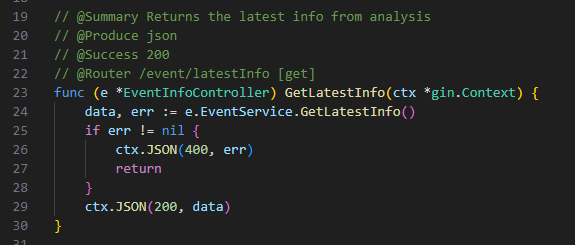 19 // @Summary Returns the latest info from analysis
20 // @Produce json
21 // @Success 200
22 // @Router /event/latestInfo [get]
23 func (e *EventInfoController) GetLatestInfo(ctx *gin.Context) {
24     data, err := e.EventService.GetLatestInfo()
25     if err != nil {
26         ctx.JSON(400, err)
27         return
28     }
29     ctx.JSON(200, data)
30 }
31